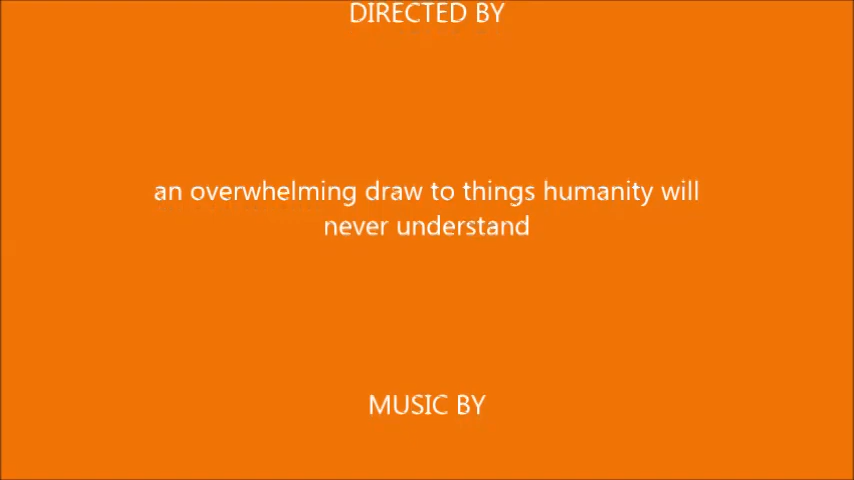 DIRECTED BY
an overwhelming draw to things humanity will
never understand
MUSIC BY